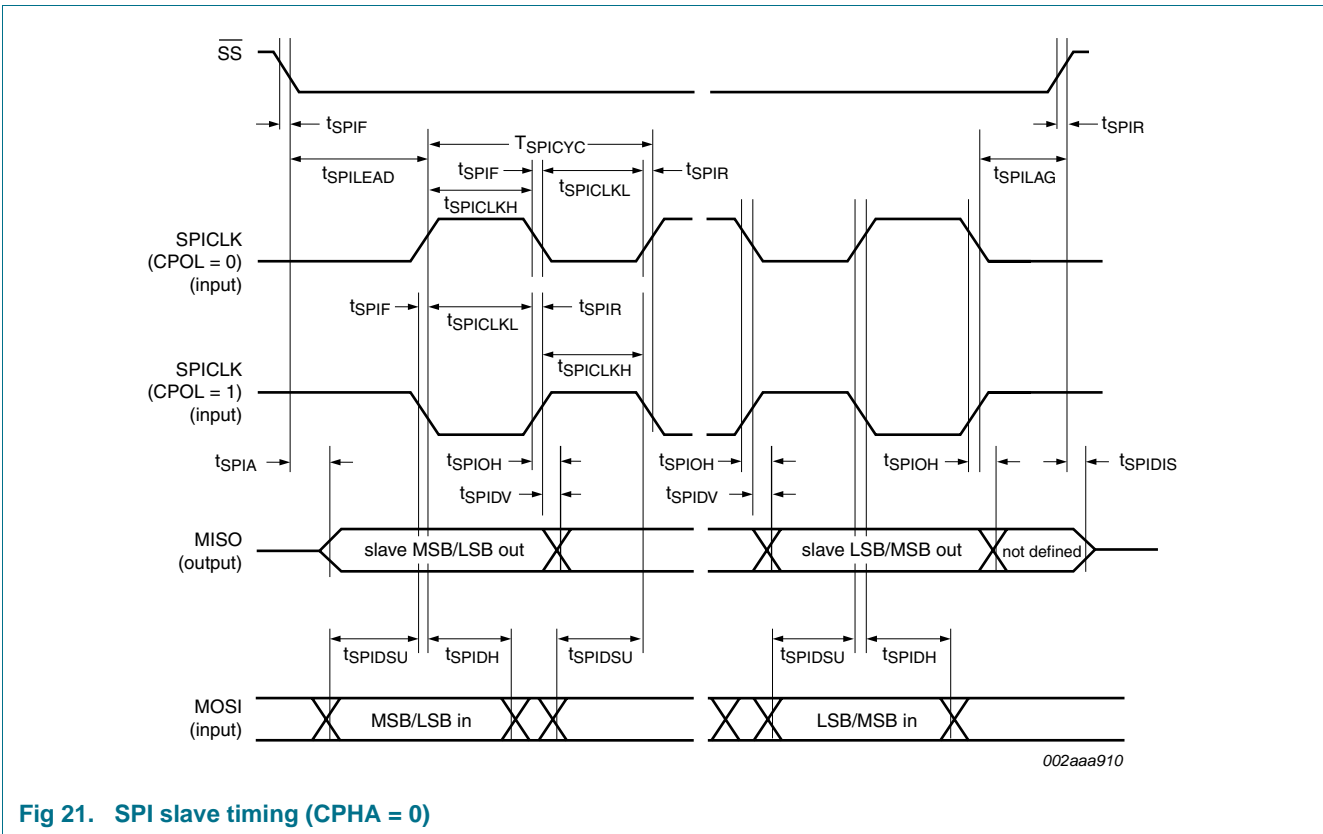 SS
tSPIF
tSPIR
TSPICYC
tSPILEAD
tSPIF
tSPICLKL
tSPIR
tSPILAG
tSPICLKH
SPICLK
(CPOL = 0)
(input)
tSPIF
tSPICLKL
tSPIR
tSPICLKH
SPICLK
(CPOL = 1)
(input)
tSPIA
tSPIOH
tSPIOH
tSPIOH
tSPIDIS
tSPIDV
tSPIDV
MISO
(output)
slave MSB/LSB out
slave LSB/MSB out
not defined
tSPIDSU
tSPIDH
tSPIDSU
tSPIDSU
tSPIDH
MOSI
(input)
MSB/LSB in
LSB/MSB in
002aaa910
Fig 21. SPI slave timing (CPHA = 0)